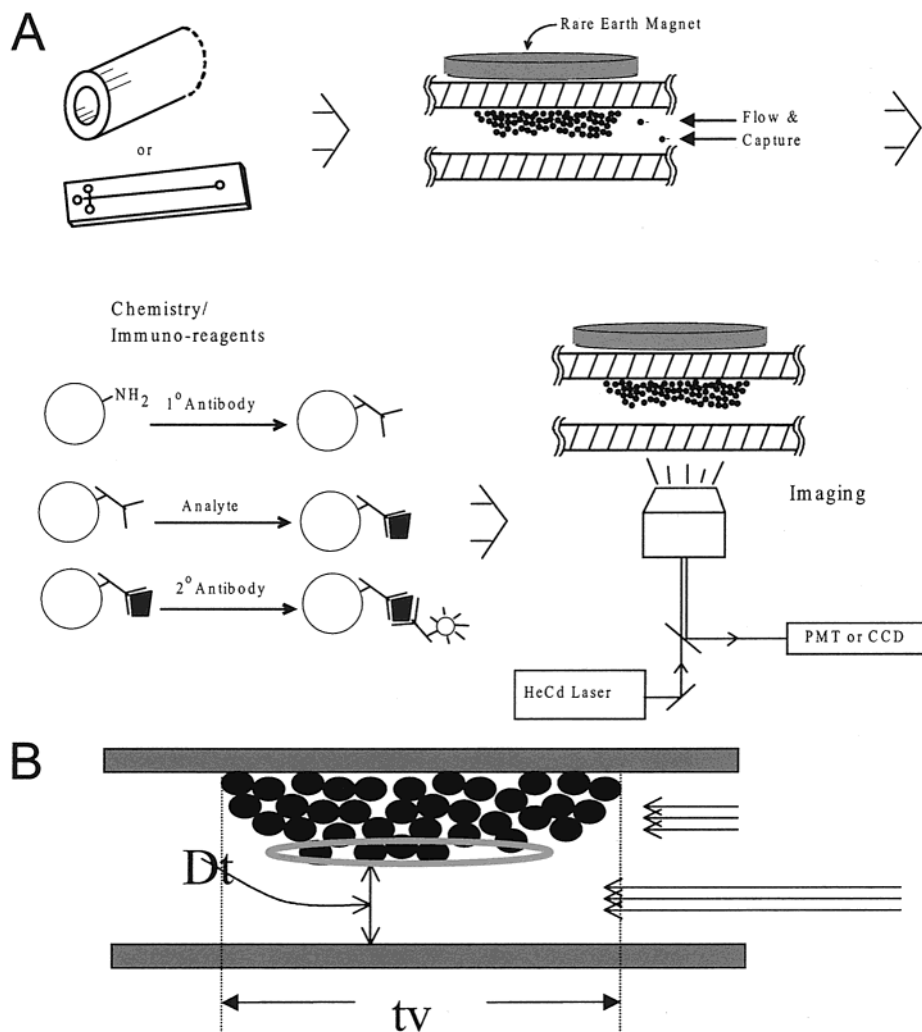 A
Rare Earth Magnet
or
Flow &
Capture
Chemistry/
Immuno-reagents
NH2
1° Antibody
Analyte
2° Antibody
Imaging
PMT or CCD
HeCd Laser
B
Dt
tv